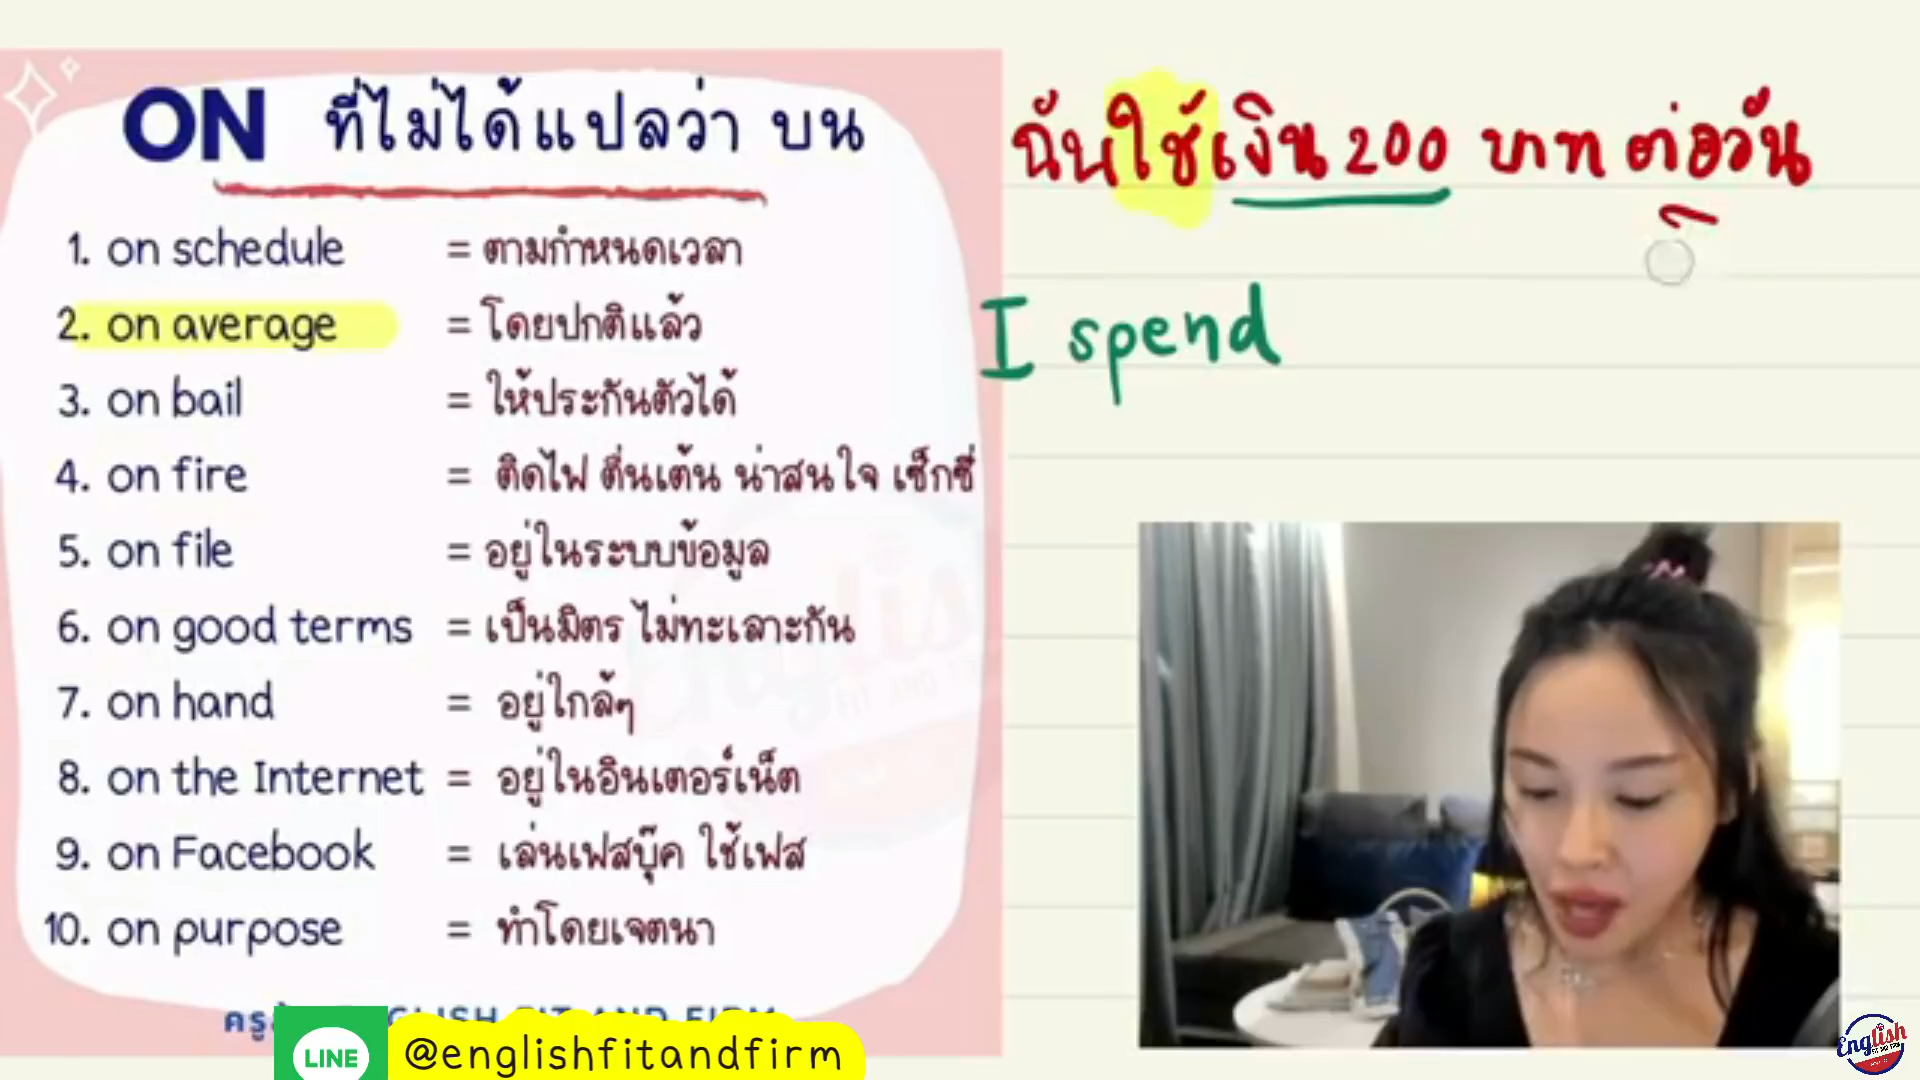 ON ที่ไม่ได้แปลว่า บน
1. on schedule = ตามกำหนดเวลา
2. on average = โดยปกติแล้ว
3. on bail = ให้ประกันตัวได้
4. on fire = ติดไฟ ตื่นเต้น น่าสนใจ เซ็กซี่
5. on file = อยู่ในระบบข้อมูล
6. on good terms = เป็นมิตร ไม่ทะเลาะกัน
7. on hand = อยู่ใกล้ๆ
8. on the Internet = อยู่ในอินเตอร์เน็ต
9. on Facebook = เล่นเฟสบุ๊ค ใช้เฟส
10. on purpose = ทำโดยเจตนา
ฉันใช้เงิน 200 บาท ต่อวัน
I spend
LINE @englishfitandfirm
English
FIT AND FIRM